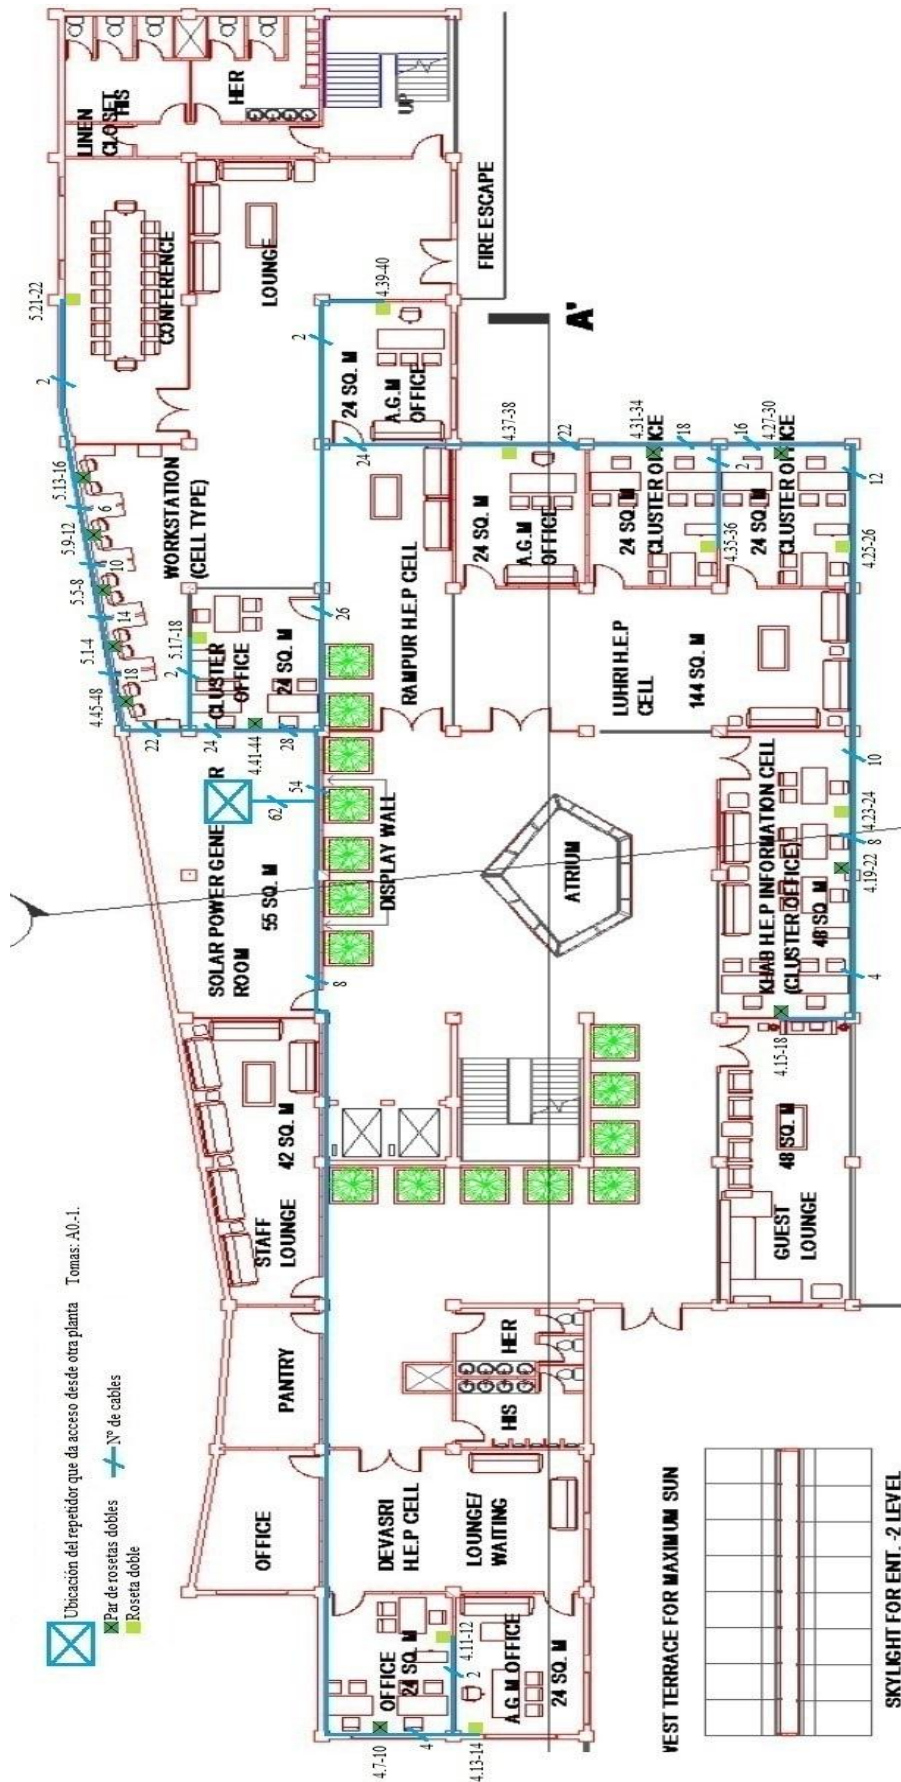 Ubicación del repetidor que da acceso desde otra planta Tomas: A0.-1.
Par de rosetas dobles
Nº de cables
Roseta doble
OFFICE
PANTRY
STAFF
LOUNGE
42 SQ. M
SOLAR POWER GENE R
ROOM
55 SQ. M
62
54
8
DISPLAY WALL
22
24
28
4.41-44
4.45-48
18
5.1-4
14
5.5-8
10
5.9-12
6
5.13-16
2
5.17-18
CLUSTER
OFFICE
24 SQ. M
26
WORKSTATION
(CELL TYPE)
2
5.21-22
CONFERENCE
LOUNGE
LINEN
CLOSET
HIS
HER
UP
FIRE ESCAPE
2
4.39-40
24 SQ. M
A.G.M
OFFICE
24
RAMPUR H.E.P CELL
4.37-38
24 SQ. M
A.G.M
OFFICE
22
A'
4.31-34
18
24 SQ. M
CLUSTER OFFICE
4.35-36
2
16
4.27-30
24 SQ. M
CLUSTER OFFICE
12
4.25-26
LUHRI H.E.P
CELL
144 SQ. M
ATRIUM
KHAB H.E.P INFORMATION CELL
(CLUSTER OFFICE)
48 SQ. M
10
4.23-24
8
4.19-22
4
4.15-18
GUEST
LOUNGE
48 SQ. M
HIS
HER
DEVASRI
H.E.P CELL
LOUNGE/
WAITING
OFFICE
24 SQ. M
4.11-12
2
A.G.M OFFICE
24 SQ. M
4.7-10
4
4.13-14
VEST TERRACE FOR MAXIMUM SUN
SKYLIGHT FOR ENT. -2 LEVEL